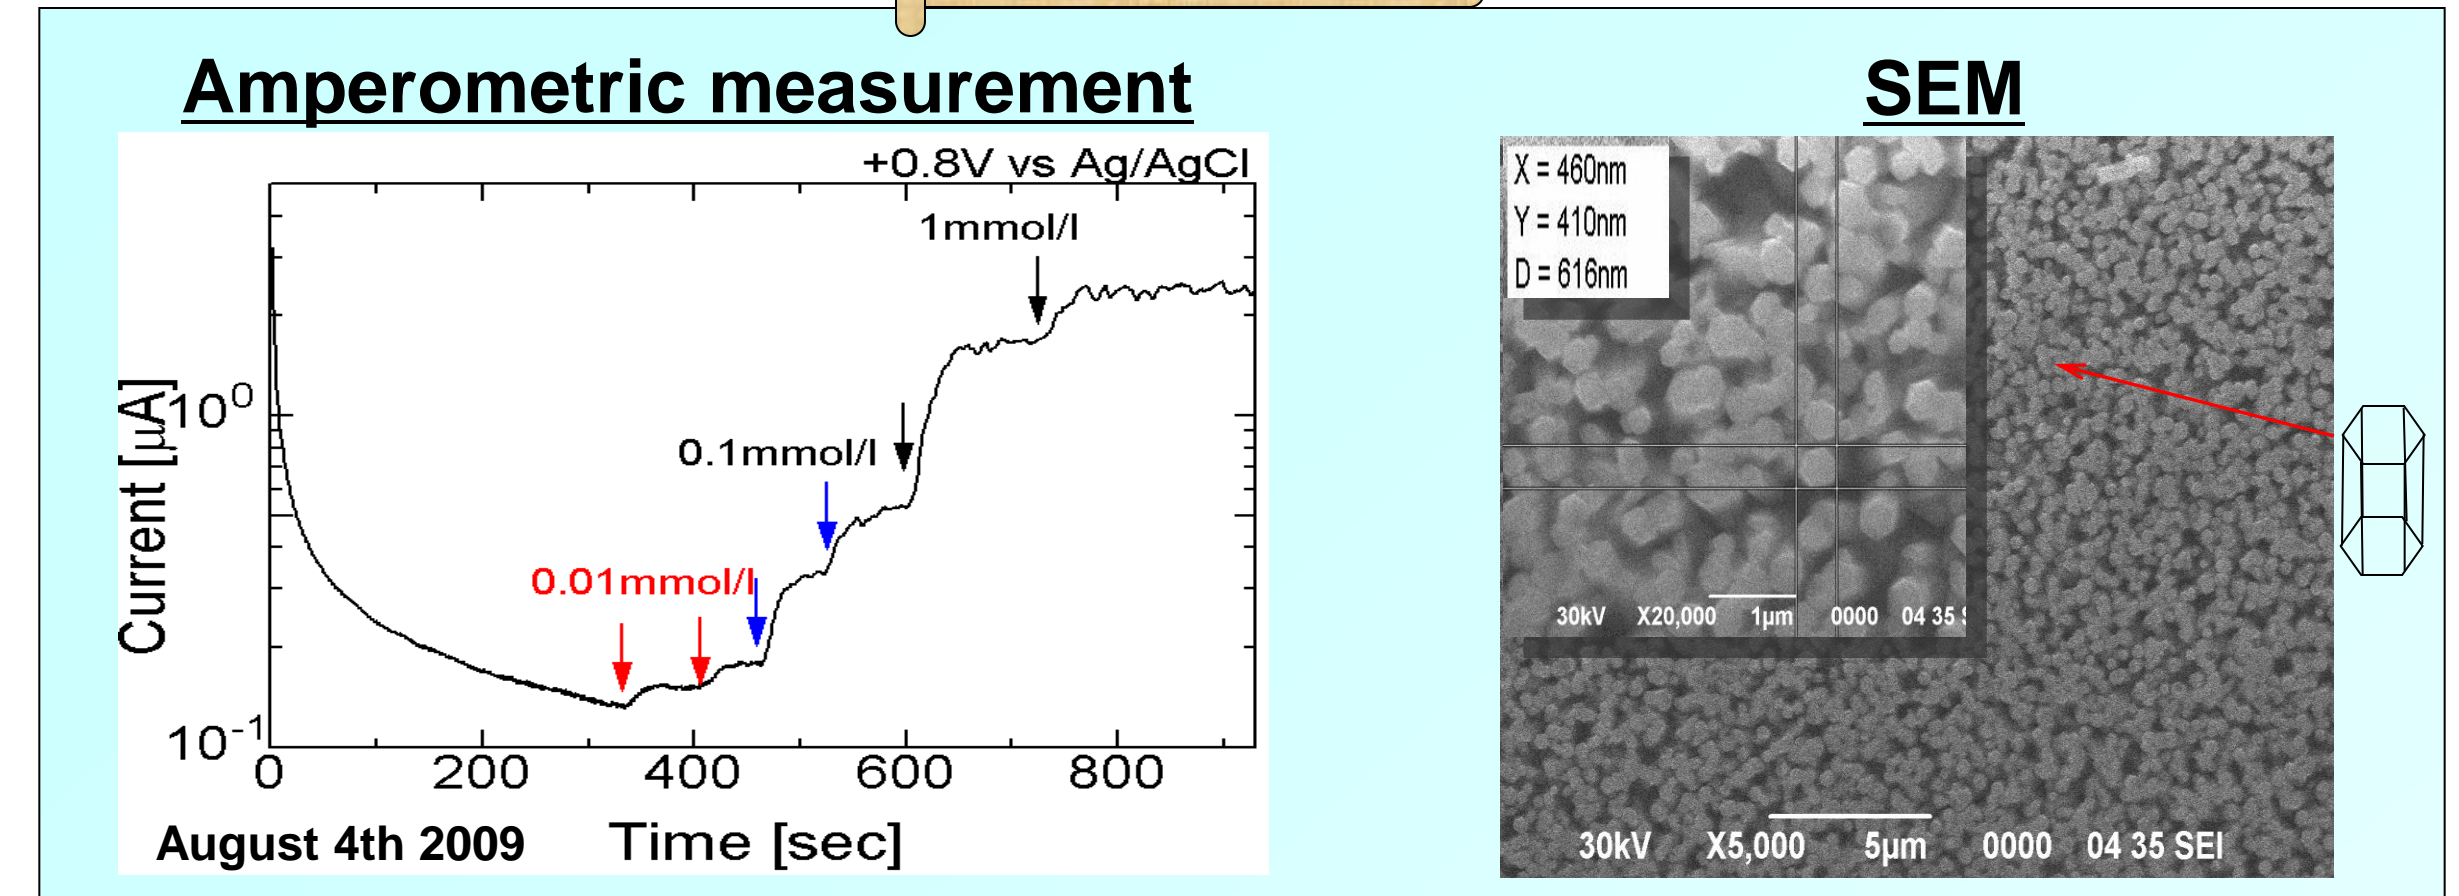 Amperometric measurement
SEM
+0.8V vs Ag/AgCl
1mmol/l
0.1mmol/l
0.01mmol/l
Current [µA]
10⁰
10⁻¹
0 200 400 600 800
Time [sec]
August 4th 2009
X = 460nm
Y = 410nm
D = 616nm
30kV X20,000 1µm 0000 04 35 S
30kV X5,000 5µm 0000 04 35 SEI